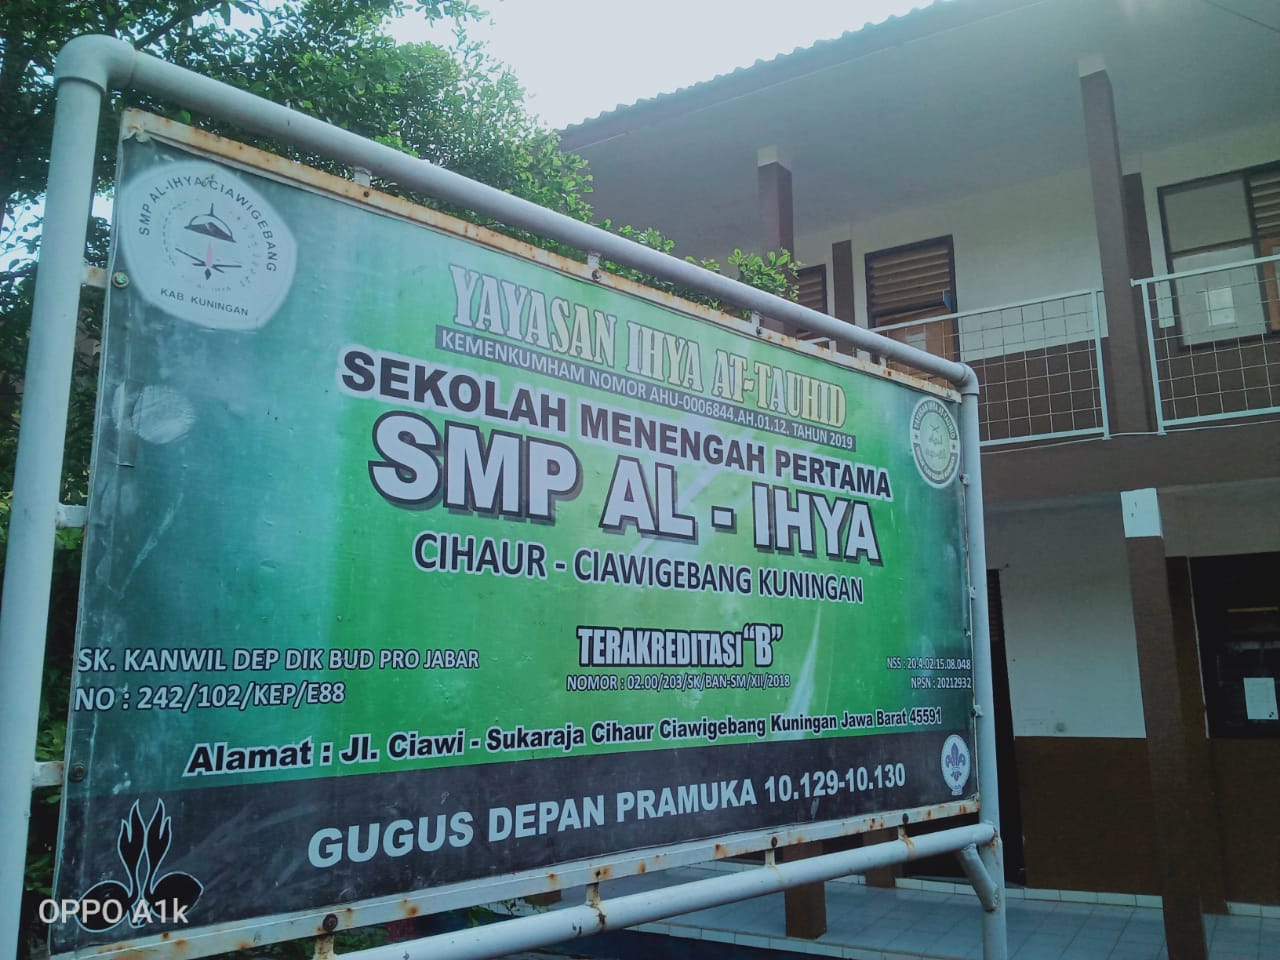 SMP AL-IHYA CIAWIGEBANG
KAB KUNINGAN
YAYASAN IHYA AT-TAUHID
KEMENKUMHAM NOMOR AHU-0006844.AH.01.12. TAHUN 2019
SEKOLAH MENENGAH PERTAMA
SMP AL - IHYA
CIHAUR - CIAWIGEBANG KUNINGAN
TERAKREDITASI "B"
NOMOR : 02.00/203/SK/BAN-SM/XII/2018
SK. KANWIL DEP DIK BUD PRO JABAR
NO : 242/102/KEP/E88
NSS : 20.4.02.15.08.048
NPSN : 20212932
Alamat : Jl. Ciawi - Sukaraja Cihaur Ciawigebang Kuningan Jawa Barat 45591
GUGUS DEPAN PRAMUKA 10.129-10.130
OPPO A1k